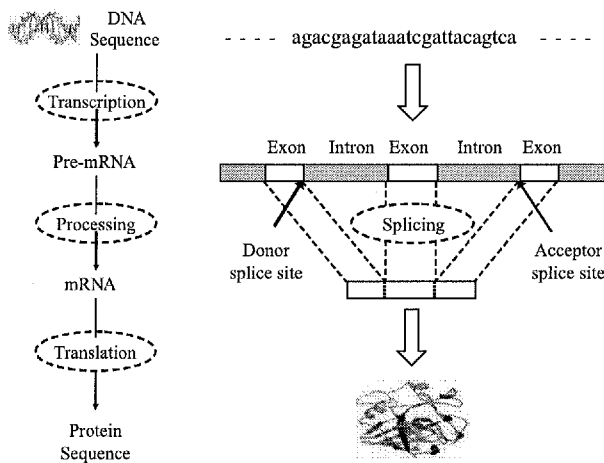 DNA
Sequence
Transcription
Pre-mRNA
Processing
mRNA
Translation
Protein
Sequence
agacgagataaatcgattacagtca
Exon Intron Exon Intron Exon
Splicing
Donor
splice site
Acceptor
splice site